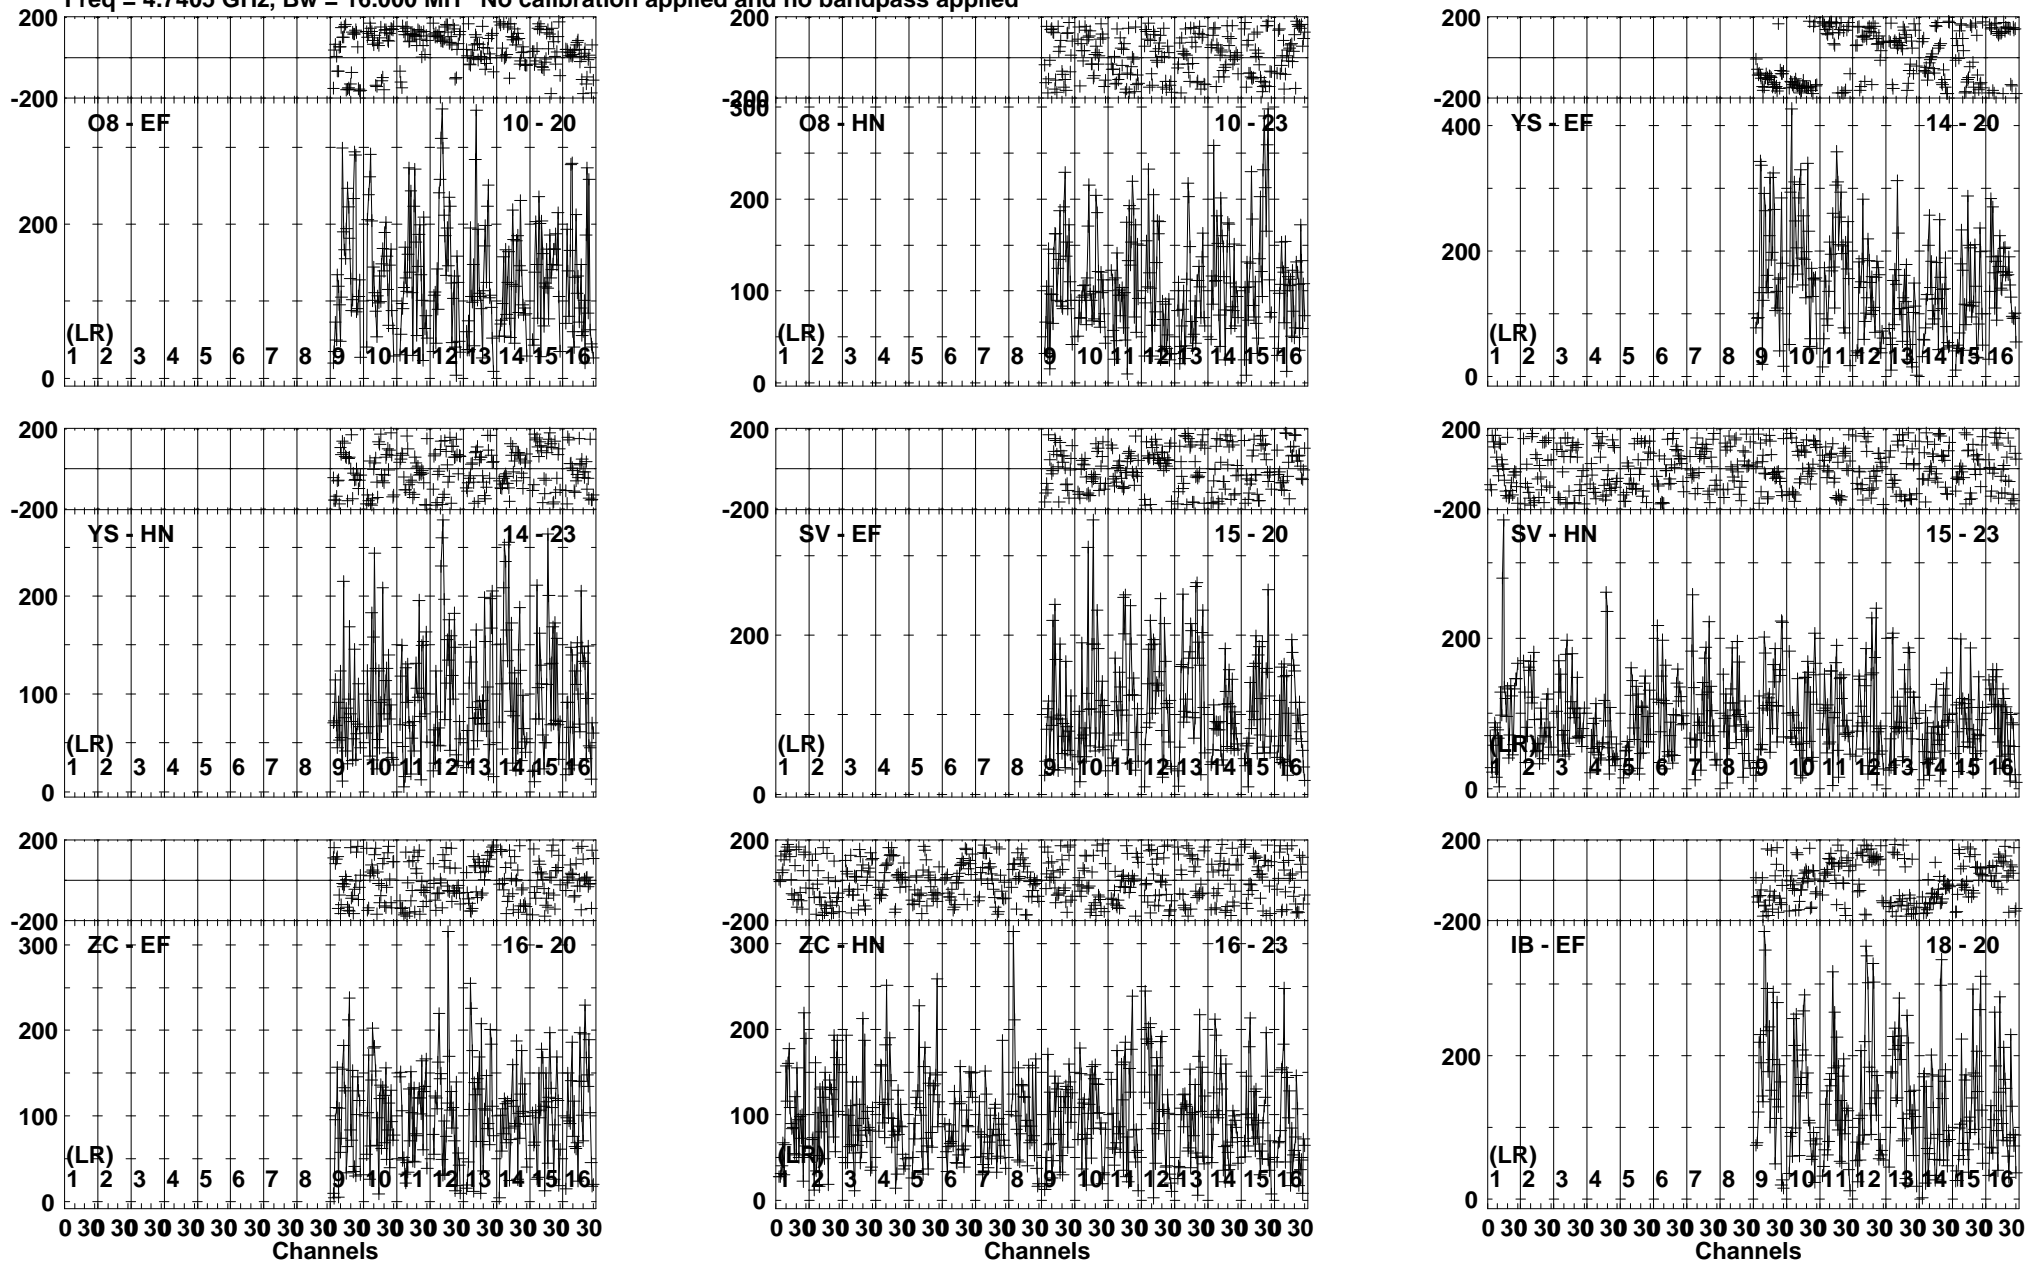 Freq = 4.7405 GHz, Bw = 16.000 MH No calibration applied and no bandpass applied
200
-200
O8 - EF 10 - 20
200
(LR)
1 2 3 4 5 6 7 8 9 10 11 12 13 14 15 16
0
200
-200
300
O8 - HN 10 - 23
200
100
(LR)
1 2 3 4 5 6 7 8 9 10 11 12 13 14 15 16
0
200
-200
400
YS - EF 14 - 20
200
(LR)
1 2 3 4 5 6 7 8 9 10 11 12 13 14 15 16
0
200
-200
YS - HN 14 - 23
200
100
(LR)
1 2 3 4 5 6 7 8 9 10 11 12 13 14 15 16
0
200
-200
SV - EF 15 - 20
200
(LR)
1 2 3 4 5 6 7 8 9 10 11 12 13 14 15 16
0
200
-200
SV - HN 15 - 23
200
(LR)
1 2 3 4 5 6 7 8 9 10 11 12 13 14 15 16
0
200
-200
300
ZC - EF 16 - 20
200
100
(LR)
1 2 3 4 5 6 7 8 9 10 11 12 13 14 15 16
0
0 30 30 30 30 30 30 30 30 30 30 30 30 30 30 30 30
Channels
200
-200
300
ZC - HN 16 - 23
200
100
(LR)
1 2 3 4 5 6 7 8 9 10 11 12 13 14 15 16
0
0 30 30 30 30 30 30 30 30 30 30 30 30 30 30 30 30
Channels
200
-200
IB - EF 18 - 20
200
(LR)
1 2 3 4 5 6 7 8 9 10 11 12 13 14 15 16
0
0 30 30 30 30 30 30 30 30 30 30 30 30 30 30 30 30
Channels